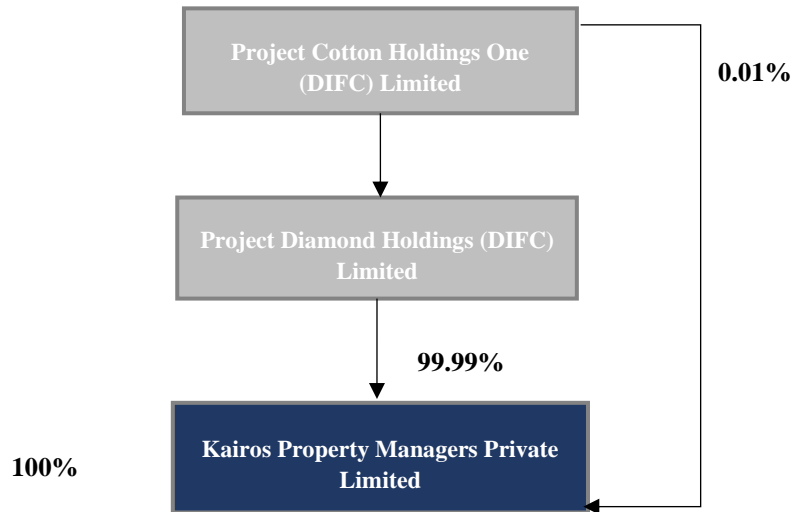 Project Cotton Holdings One
(DIFC) Limited
0.01%
Project Diamond Holdings (DIFC)
Limited
99.99%
Kairos Property Managers Private
Limited
100%